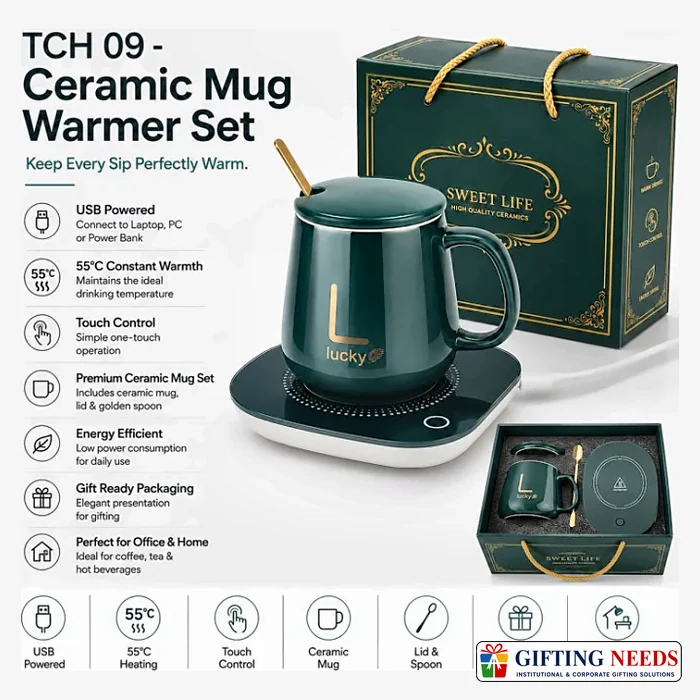 TCH 09 -
Ceramic Mug
Warmer Set
Keep Every Sip Perfectly Warm.
USB Powered
Connect to Laptop, PC
or Power Bank
55°C
55°C Constant Warmth
Maintains the ideal
drinking temperature
Touch Control
Simple one-touch
operation
Premium Ceramic Mug Set
Includes ceramic mug,
lid & golden spoon
Energy Efficient
Low power consumption
for daily use
Gift Ready Packaging
Elegant presentation
for gifting
Perfect for Office & Home
Ideal for coffee, tea &
hot beverages
SWEET LIFE
HIGH QUALITY CERAMICS
TOUCH CONTROL
L
lucky
L
lucky
SWEET LIFE
USB
Powered
55°C
55°C
Heating
Touch
Control
Ceramic
Mug
Lid &
Spoon
GIFTING NEEDS
INSTITUTIONAL & CORPORATE GIFTING SOLUTIONS